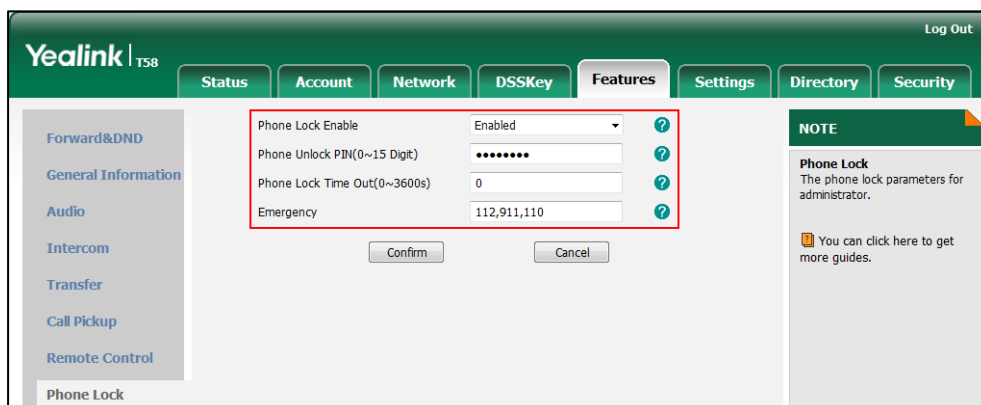 Log Out
Yealink T58
Status Account Network DSSKey Features Settings Directory Security
Forward&DND
General Information
Audio
Intercom
Transfer
Call Pickup
Remote Control
Phone Lock
Phone Lock Enable Enabled
Phone Unlock PIN(0~15 Digit) ••••••••
Phone Lock Time Out(0~3600s) 0
Emergency 112,911,110
Confirm Cancel
NOTE
Phone Lock
The phone lock parameters for
administrator.
You can click here to get
more guides.